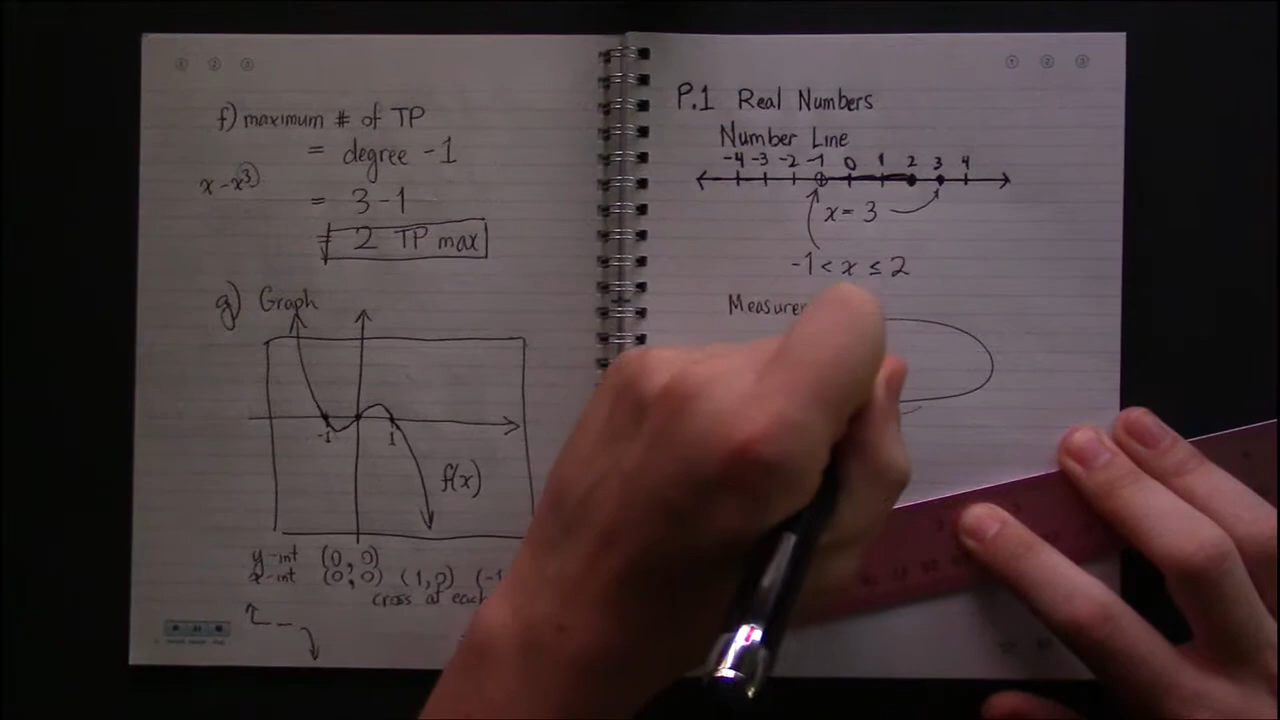 f) maximum # of TP
= degree -1
x - x³
= 3-1
= 2 TP max
g) Graph
-1
1
f(x)
y-int (0,0)
x-int (0,0) (1,0) (-1
cross at each
P.1 Real Numbers
Number Line
-4 -3 -2 -1 0 1 2 3 4
x = 3
-1 < x ≤ 2